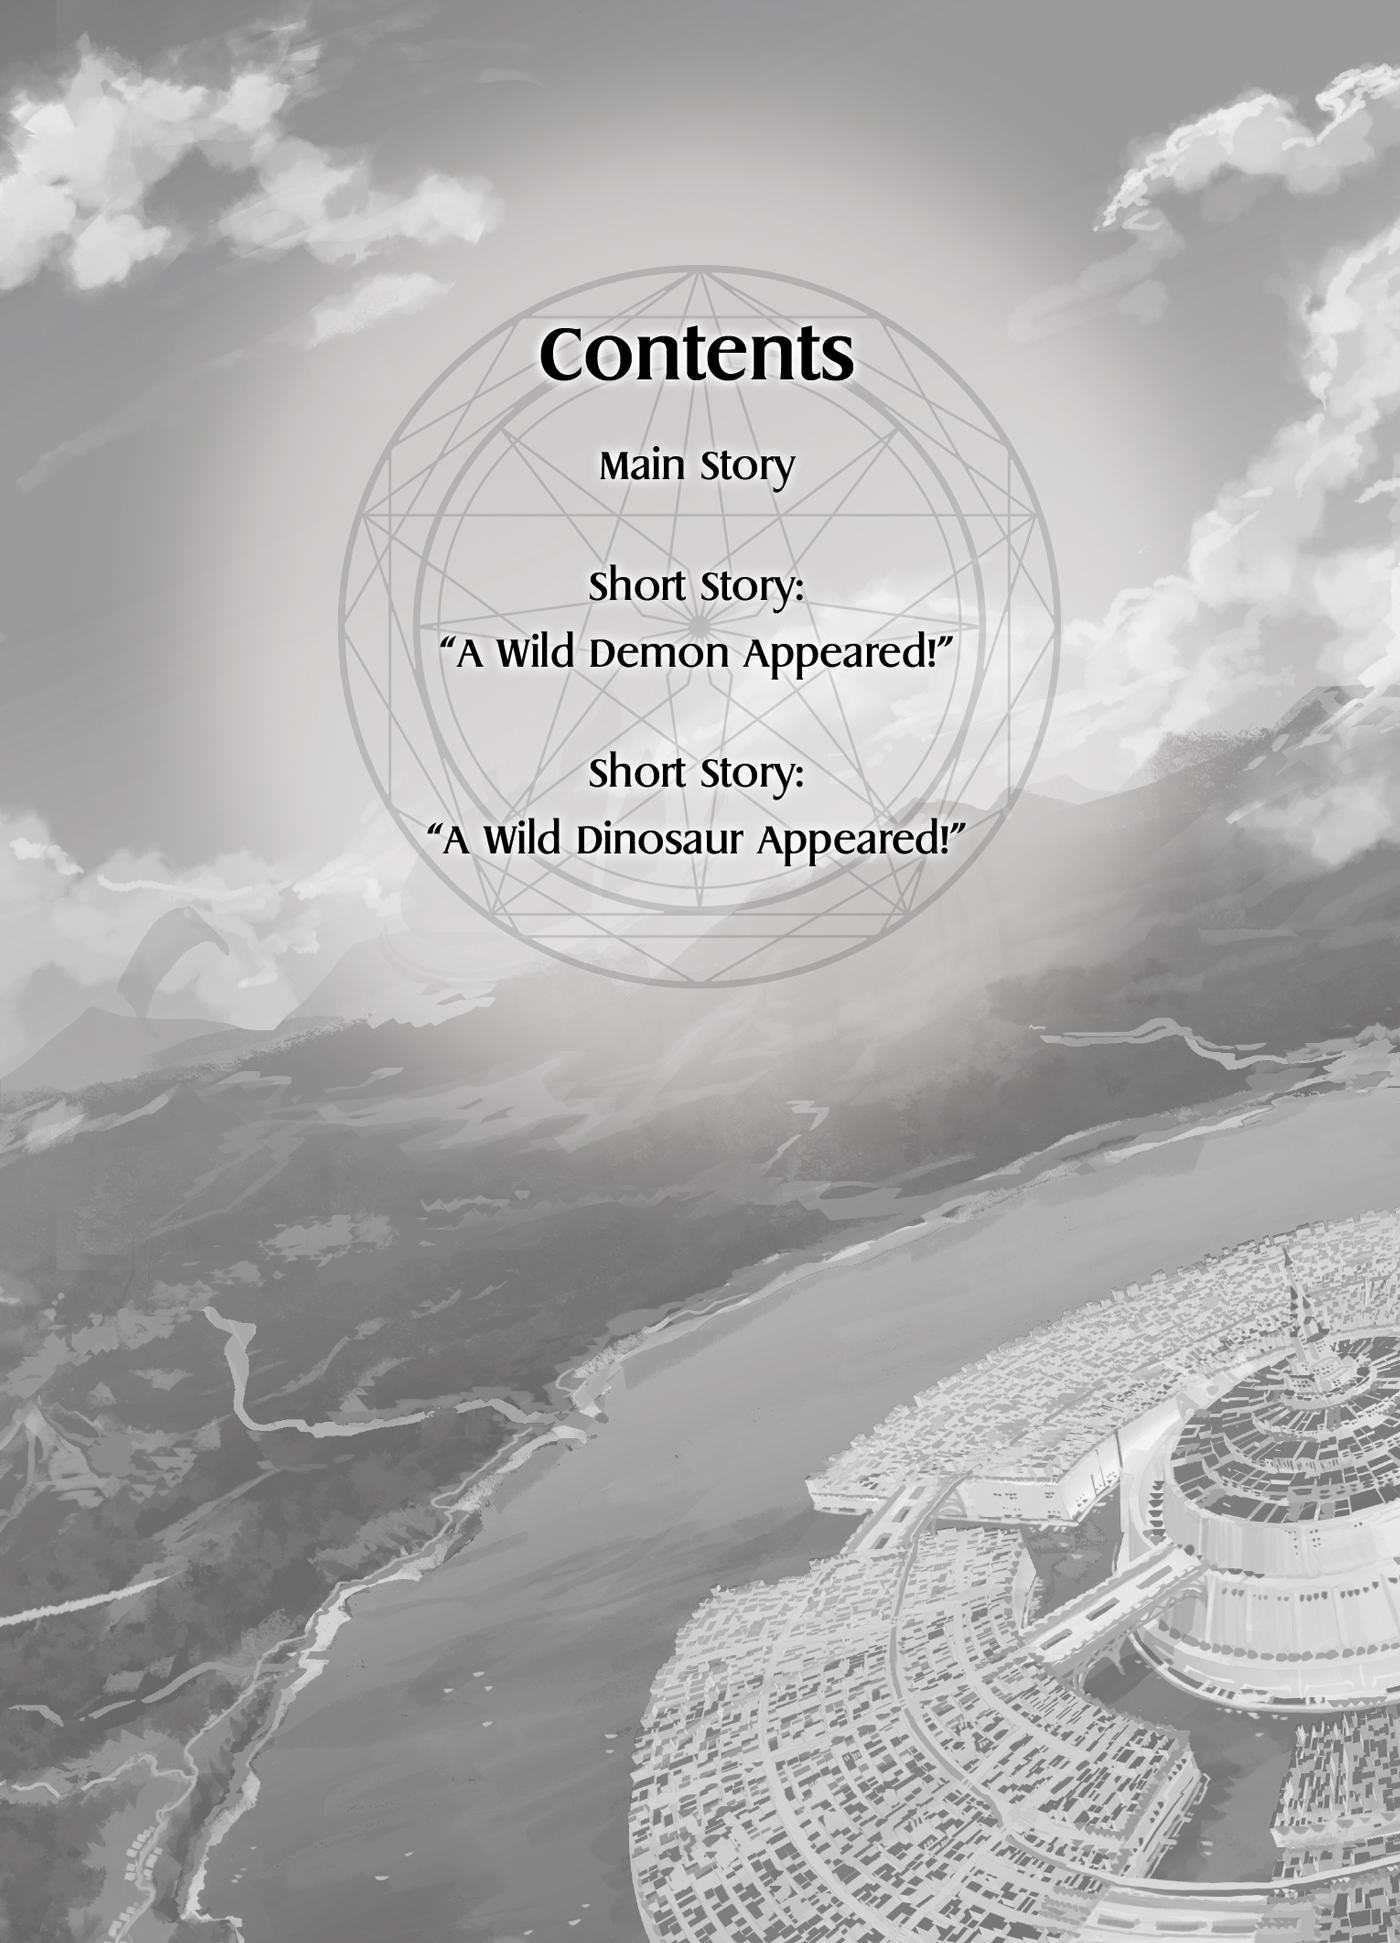 Contents
Main Story
Short Story:
“A Wild Demon Appeared!”
Short Story:
“A Wild Dinosaur Appeared!”